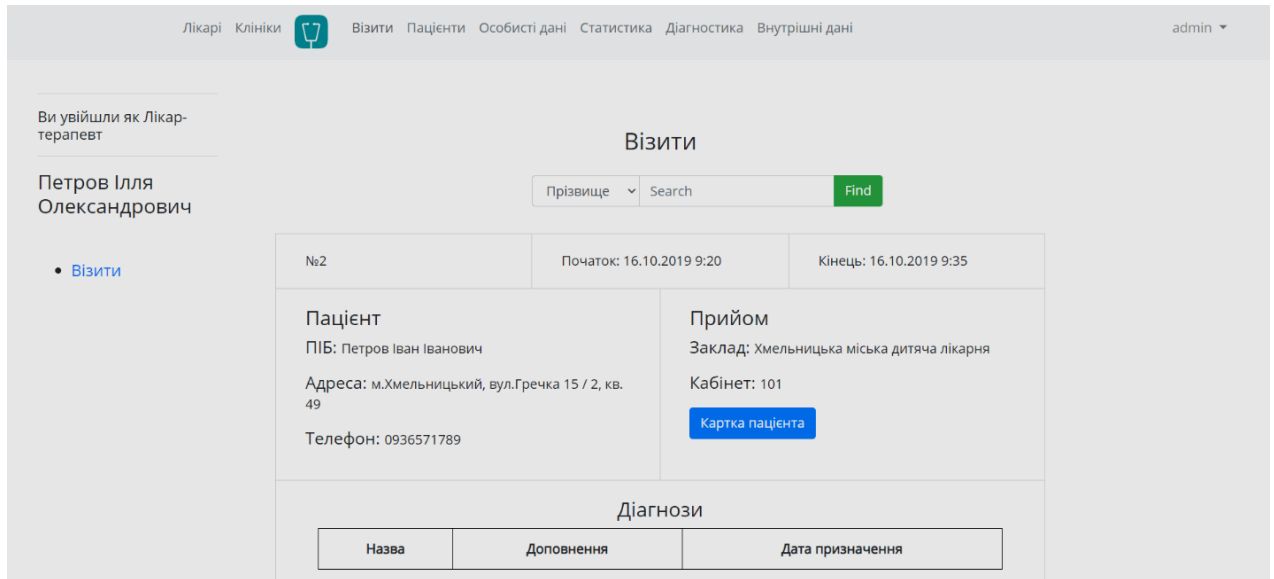 Лікарі Клініки Візити Пацієнти Особисті дані Статистика Діагностика Внутрішні дані admin
Ви увійшли як Лікар-
терапевт
Петров Ілля
Олександрович
Візити
Візити
Прізвище Search Find
№2 Початок: 16.10.2019 9:20 Кінець: 16.10.2019 9:35
Пацієнт
ПІБ: Петров Іван Іванович
Адреса: м.Хмельницький, вул.Гречка 15 / 2, кв.
49
Телефон: 0936571789
Прийом
Заклад: Хмельницька міська дитяча лікарня
Кабінет: 101
Картка пацієнта
Діагнози
Назва Доповнення Дата призначення